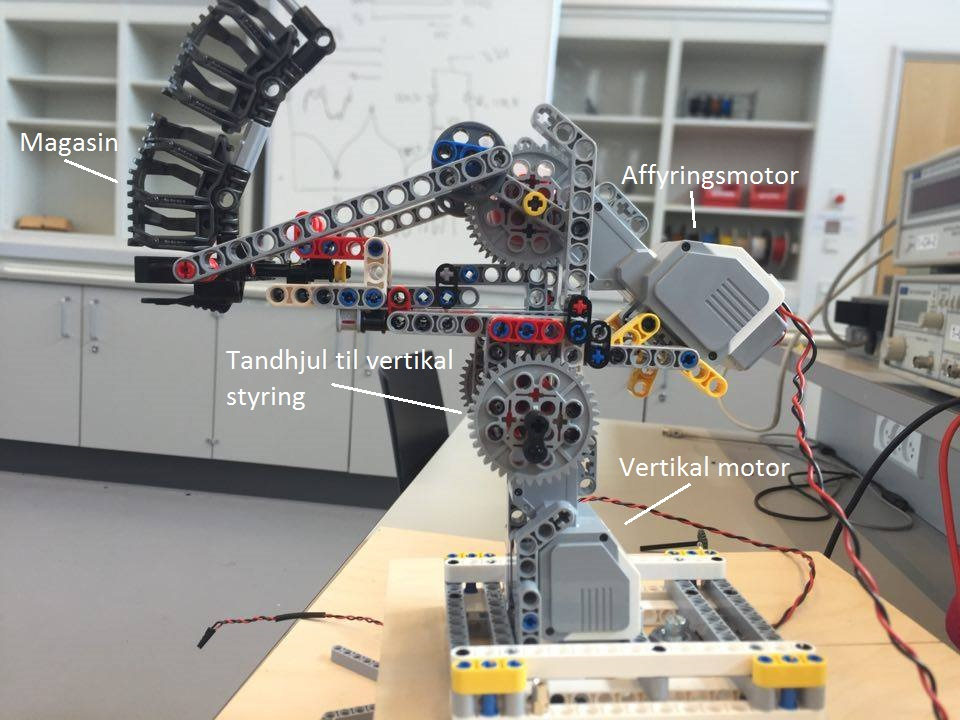 Magasin
Affyringsmotor
Tandhjul til vertikal
styring
Vertikal motor